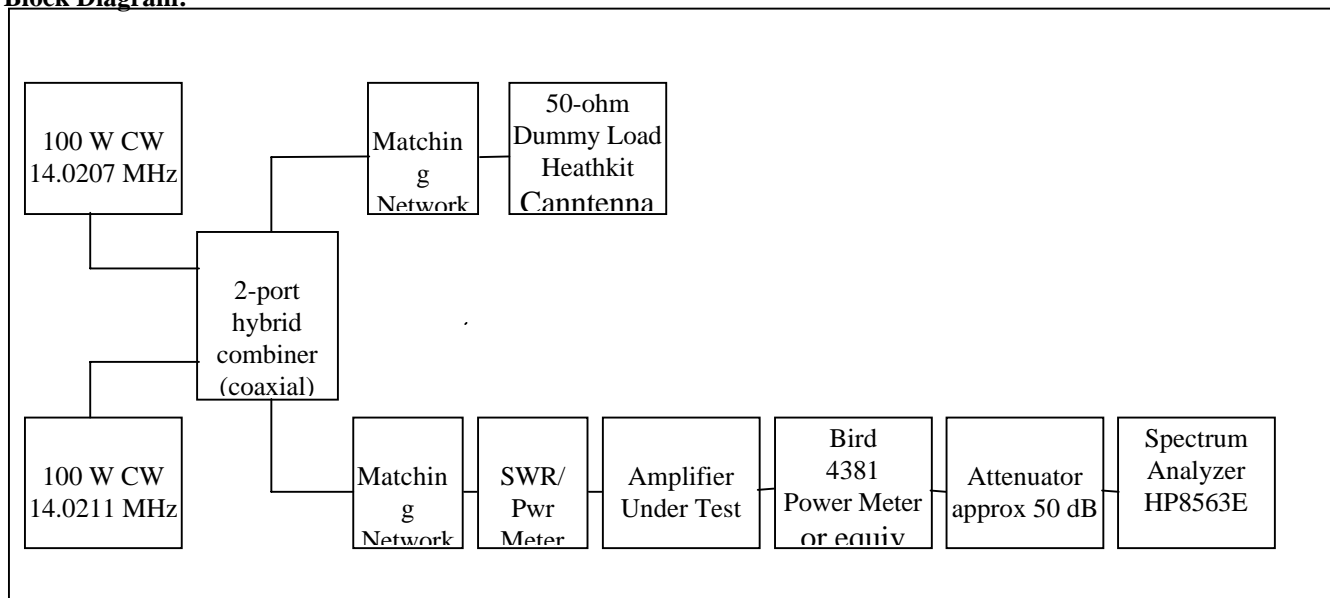 Block Diagram:
100 W CW
14.0207 MHz
Matchin
g
Network
50-ohm
Dummy Load
Heathkit
Canntenna
2-port
hybrid
combiner
(coaxial)
100 W CW
14.0211 MHz
Matchin
g
Network
SWR/
Pwr
Meter
Amplifier
Under Test
Bird
4381
Power Meter
or equiv
Attenuator
approx 50 dB
Spectrum
Analyzer
HP8563E